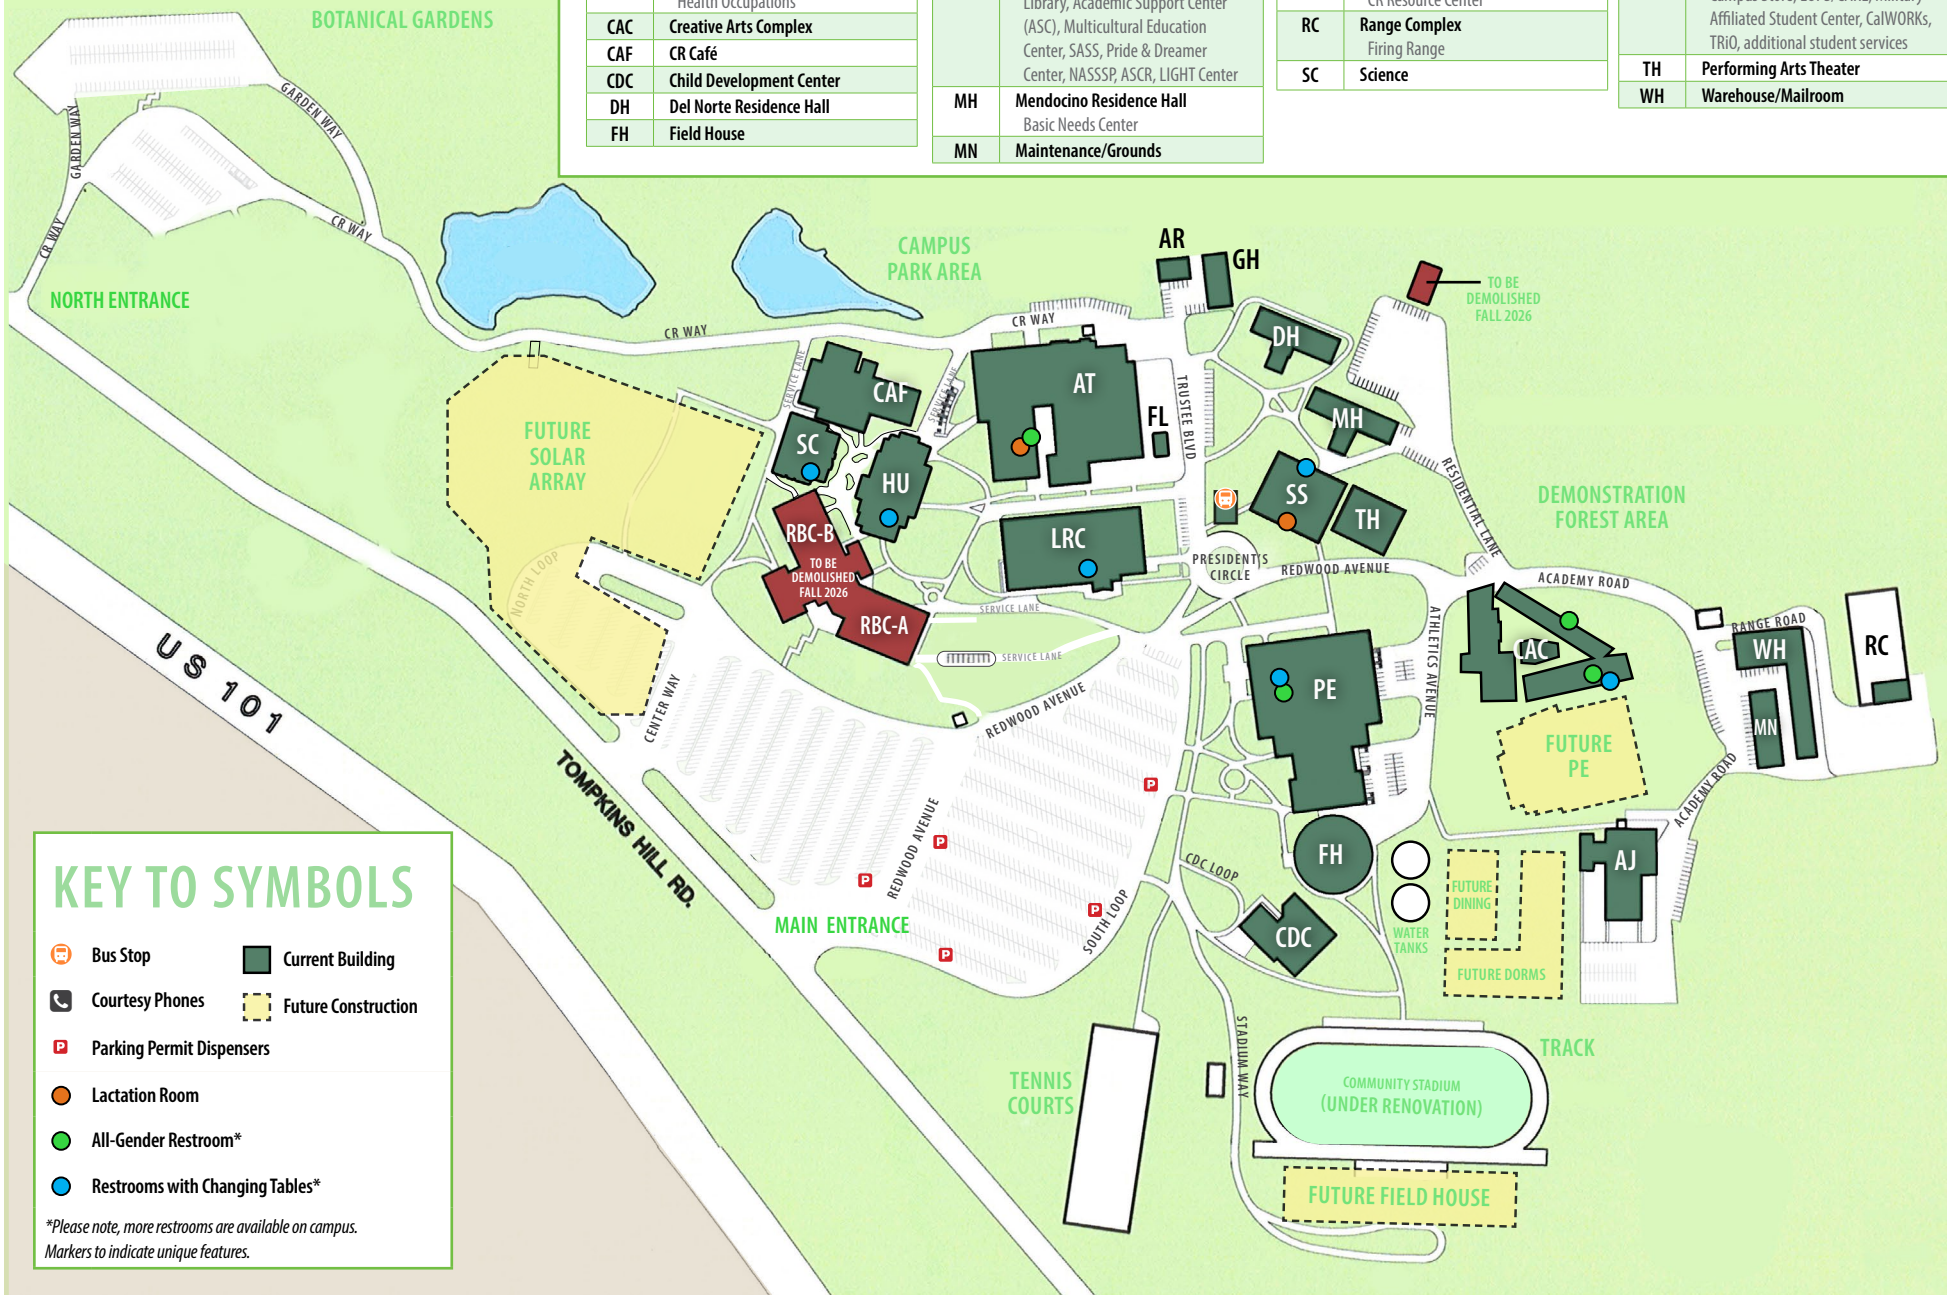 BOTANICAL GARDENS
Health Occupations
CAC Creative Arts Complex
CAF CR Café
CDC Child Development Center
DH Del Norte Residence Hall
FH Field House
Library, Academic Support Center
(ASC), Multicultural Education
Center, SASS, Pride & Dreamer
Center, NASSSP, ASCR, LIGHT Center
MH Mendocino Residence Hall
Basic Needs Center
MN Maintenance/Grounds
CR Resource Center
RC Range Complex
Firing Range
SC Science
Affiliated Student Center, CalWORKs,
TRiO, additional student services
TH Performing Arts Theater
WH Warehouse/Mailroom
GARDEN WAY
GARDEN WAY
CR WAY
CR WAY
NORTH ENTRANCE
CAMPUS
PARK AREA
AR
GH
TO BE
DEMOLISHED
FALL 2026
CR WAY
CR WAY
DH
SERVICE LANE
SERVICE LANE
CAF
AT
TRUSTEE BLVD
FL
MH
FUTURE
SOLAR
ARRAY
SC
HU
SS
TH
RESIDENTIAL LANE
DEMONSTRATION
FOREST AREA
RBC-B
TO BE
DEMOLISHED
FALL 2026
RBC-A
LRC
PRESIDENT'S
CIRCLE
REDWOOD AVENUE
ACADEMY ROAD
NORTH LOOP
SERVICE LANE
SERVICE LANE
ATHLETICS AVENUE
CAC
RANGE ROAD
WH
RC
MN
US 101
CENTER WAY
REDWOOD AVENUE
PE
FUTURE
PE
ACADEMY ROAD
TOMPKINS HILL RD.
REDWOOD AVENUE
P
P
P
P
P
SOUTH LOOP
CDC LOOP
FH
AJ
FUTURE
DINING
MAIN ENTRANCE
CDC
WATER
TANKS
FUTURE DORMS
STADIUM WAY
TRACK
TENNIS
COURTS
COMMUNITY STADIUM
(UNDER RENOVATION)
FUTURE FIELD HOUSE
KEY TO SYMBOLS
Bus Stop
Current Building
Courtesy Phones
Future Construction
P Parking Permit Dispensers
Lactation Room
All-Gender Restroom*
Restrooms with Changing Tables*
*Please note, more restrooms are available on campus.
Markers to indicate unique features.